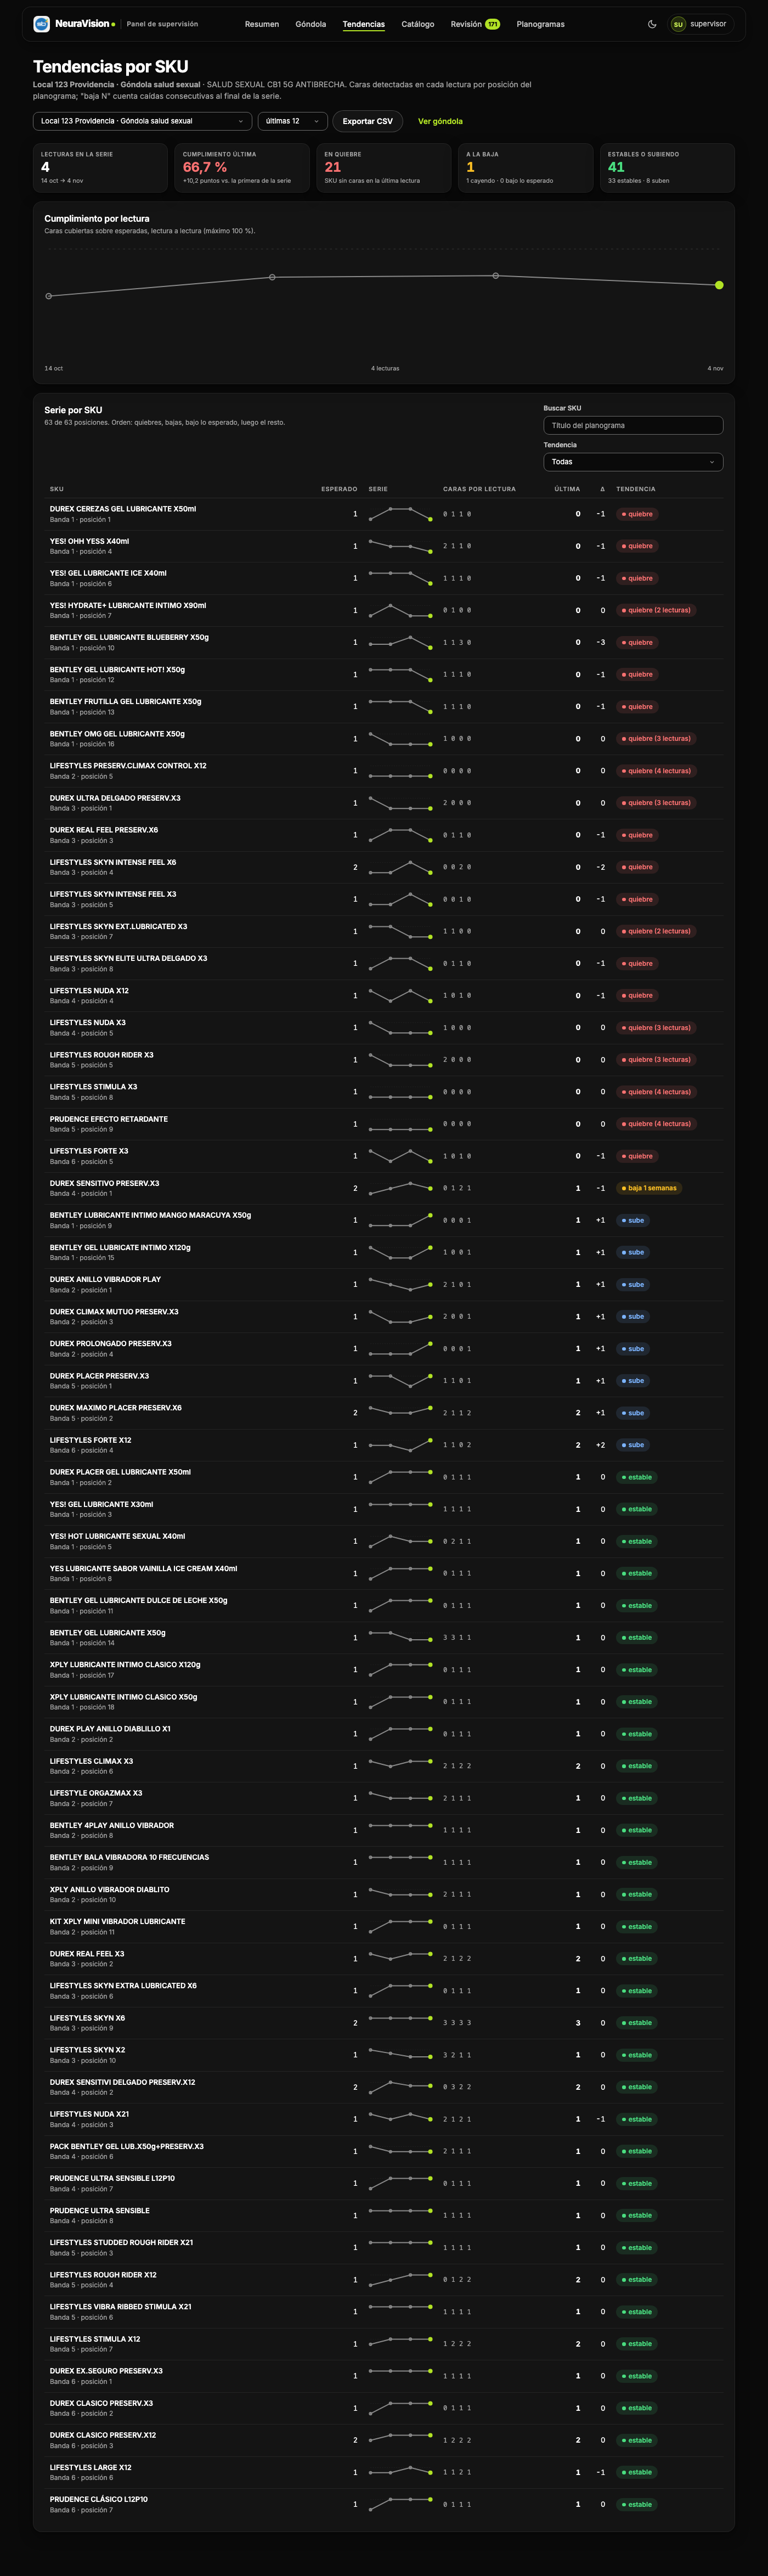 NeuraVision Panel de supervisión Resumen Góndola Tendencias Catálogo Revisión 171 Planogramas SU supervisor
Tendencias por SKU
Local 123 Providencia · Góndola salud sexual · SALUD SEXUAL CB1 5G ANTIBRECHA. Caras detectadas en cada lectura por posición del
planograma; "baja N" cuenta caídas consecutivas al final de la serie.
Local 123 Providencia · Góndola salud sexual últimas 12 Exportar CSV Ver góndola
LECTURAS EN LA SERIE
4
14 oct → 4 nov
CUMPLIMIENTO ÚLTIMA
66,7 %
+10,2 puntos vs. la primera de la serie
EN QUIEBRE
21
SKU sin caras en la última lectura
A LA BAJA
1
1 cayendo · 0 bajo lo esperado
ESTABLES O SUBIENDO
41
33 estables · 8 suben
Cumplimiento por lectura
Caras cubiertas sobre esperadas, lectura a lectura (máximo 100 %).
14 oct 4 lecturas 4 nov
Serie por SKU
63 de 63 posiciones. Orden: quiebres, bajas, bajo lo esperado, luego el resto.
Buscar SKU
Título del planograma
Tendencia
Todas
SKU ESPERADO SERIE CARAS POR LECTURA ÚLTIMA Δ TENDENCIA
DUREX CEREZAS GEL LUBRICANTE X50ml 1 0 1 1 0 0 -1 quiebre
Banda 1 · posición 1
YES! OHH YESS X40ml 1 2 1 1 0 0 -1 quiebre
Banda 1 · posición 4
YES! GEL LUBRICANTE ICE X40ml 1 1 1 1 0 0 -1 quiebre
Banda 1 · posición 6
YES! HYDRATE+ LUBRICANTE INTIMO X90ml 1 0 1 0 0 0 0 quiebre (2 lecturas)
Banda 1 · posición 7
BENTLEY GEL LUBRICANTE BLUEBERRY X50g 1 1 1 3 0 0 -3 quiebre
Banda 1 · posición 10
BENTLEY GEL LUBRICANTE HOT! X50g 1 1 1 1 0 0 -1 quiebre
Banda 1 · posición 12
BENTLEY FRUTILLA GEL LUBRICANTE X50g 1 1 1 1 0 0 -1 quiebre
Banda 1 · posición 13
BENTLEY OMG GEL LUBRICANTE X50g 1 1 0 0 0 0 0 quiebre (3 lecturas)
Banda 1 · posición 16
LIFESTYLES PRESERV.CLIMAX CONTROL X12 1 0 0 0 0 0 0 quiebre (4 lecturas)
Banda 2 · posición 5
DUREX ULTRA DELGADO PRESERV.X3 1 2 0 0 0 0 0 quiebre (3 lecturas)
Banda 3 · posición 1
DUREX REAL FEEL PRESERV.X6 1 0 1 1 0 0 -1 quiebre
Banda 3 · posición 3
LIFESTYLES SKYN INTENSE FEEL X6 2 0 0 2 0 0 -2 quiebre
Banda 3 · posición 4
LIFESTYLES SKYN INTENSE FEEL X3 1 0 0 1 0 0 -1 quiebre
Banda 3 · posición 5
LIFESTYLES SKYN EXT.LUBRICATED X3 1 1 1 0 0 0 0 quiebre (2 lecturas)
Banda 3 · posición 7
LIFESTYLES SKYN ELITE ULTRA DELGADO X3 1 0 1 1 0 0 -1 quiebre
Banda 3 · posición 8
LIFESTYLES NUDA X12 1 1 0 1 0 0 -1 quiebre
Banda 4 · posición 4
LIFESTYLES NUDA X3 1 1 0 0 0 0 0 quiebre (3 lecturas)
Banda 4 · posición 5
LIFESTYLES ROUGH RIDER X3 1 2 0 0 0 0 0 quiebre (3 lecturas)
Banda 5 · posición 5
LIFESTYLES STIMULA X3 1 0 0 0 0 0 0 quiebre (4 lecturas)
Banda 5 · posición 8
PRUDENCE EFECTO RETARDANTE 1 0 0 0 0 0 0 quiebre (4 lecturas)
Banda 5 · posición 9
LIFESTYLES FORTE X3 1 1 0 1 0 0 -1 quiebre
Banda 6 · posición 5
DUREX SENSITIVO PRESERV.X3 2 0 1 2 1 1 -1 baja 1 semanas
Banda 4 · posición 1
BENTLEY LUBRICANTE INTIMO MANGO MARACUYA X50g 1 0 0 0 1 1 +1 sube
Banda 1 · posición 9
BENTLEY GEL LUBRICATE INTIMO X120g 1 1 0 0 1 1 +1 sube
Banda 1 · posición 15
DUREX ANILLO VIBRADOR PLAY 1 2 1 0 1 1 +1 sube
Banda 2 · posición 1
DUREX CLIMAX MUTUO PRESERV.X3 1 2 0 0 1 1 +1 sube
Banda 2 · posición 3
DUREX PROLONGADO PRESERV.X3 1 0 0 0 1 1 +1 sube
Banda 2 · posición 4
DUREX PLACER PRESERV.X3 1 1 1 0 1 1 +1 sube
Banda 5 · posición 1
DUREX MAXIMO PLACER PRESERV.X6 2 2 1 1 2 2 +1 sube
Banda 5 · posición 2
LIFESTYLES FORTE X12 1 1 1 0 2 2 +2 sube
Banda 6 · posición 4
DUREX PLACER GEL LUBRICANTE X50ml 1 0 1 1 1 1 0 estable
Banda 1 · posición 2
YES! GEL LUBRICANTE X30ml 1 1 1 1 1 1 0 estable
Banda 1 · posición 3
YES! HOT LUBRICANTE SEXUAL X40ml 1 0 2 1 1 1 0 estable
Banda 1 · posición 5
YES LUBRICANTE SABOR VAINILLA ICE CREAM X40ml 1 0 1 1 1 1 0 estable
Banda 1 · posición 8
BENTLEY GEL LUBRICANTE DULCE DE LECHE X50g 1 0 1 1 1 1 0 estable
Banda 1 · posición 11
BENTLEY GEL LUBRICANTE X50g 1 3 3 1 1 1 0 estable
Banda 1 · posición 14
XPLY LUBRICANTE INTIMO CLASICO X120g 1 0 1 1 1 1 0 estable
Banda 1 · posición 17
XPLY LUBRICANTE INTIMO CLASICO X50g 1 0 1 1 1 1 0 estable
Banda 1 · posición 18
DUREX PLAY ANILLO DIABLILLO X1 1 0 1 1 1 1 0 estable
Banda 2 · posición 2
LIFESTYLES CLIMAX X3 1 2 1 2 2 2 0 estable
Banda 2 · posición 6
LIFESTYLE ORGAZMAX X3 1 2 1 1 1 1 0 estable
Banda 2 · posición 7
BENTLEY 4PLAY ANILLO VIBRADOR 1 1 1 1 1 1 0 estable
Banda 2 · posición 8
BENTLEY BALA VIBRADORA 10 FRECUENCIAS 1 1 1 1 1 1 0 estable
Banda 2 · posición 9
XPLY ANILLO VIBRADOR DIABLITO 1 2 1 1 1 1 0 estable
Banda 2 · posición 10
KIT XPLY MINI VIBRADOR LUBRICANTE 1 0 1 1 1 1 0 estable
Banda 2 · posición 11
DUREX REAL FEEL X3 1 2 1 2 2 2 0 estable
Banda 3 · posición 2
LIFESTYLES SKYN EXTRA LUBRICATED X6 1 0 1 1 1 1 0 estable
Banda 3 · posición 6
LIFESTYLES SKYN X6 2 3 3 3 3 3 0 estable
Banda 3 · posición 9
LIFESTYLES SKYN X2 1 3 2 1 1 1 0 estable
Banda 3 · posición 10
DUREX SENSITIVI DELGADO PRESERV.X12 2 0 3 2 2 2 0 estable
Banda 4 · posición 2
LIFESTYLES NUDA X21 1 2 1 2 1 1 -1 estable
Banda 4 · posición 3
PACK BENTLEY GEL LUB.X50g+PRESERV.X3 1 2 1 1 1 1 0 estable
Banda 4 · posición 6
PRUDENCE ULTRA SENSIBLE L12P10 1 0 1 1 1 1 0 estable
Banda 4 · posición 7
PRUDENCE ULTRA SENSIBLE 1 1 1 1 1 1 0 estable
Banda 4 · posición 8
LIFESTYLES STUDDED ROUGH RIDER X21 1 1 1 1 1 1 0 estable
Banda 5 · posición 3
LIFESTYLES ROUGH RIDER X12 1 0 1 2 2 2 0 estable
Banda 5 · posición 4
LIFESTYLES VIBRA RIBBED STIMULA X21 1 1 1 1 1 1 0 estable
Banda 5 · posición 6
LIFESTYLES STIMULA X12 1 1 2 2 2 2 0 estable
Banda 5 · posición 7
DUREX EX.SEGURO PRESERV.X3 1 1 1 1 1 1 0 estable
Banda 6 · posición 1
DUREX CLASICO PRESERV.X3 1 0 1 1 1 1 0 estable
Banda 6 · posición 2
DUREX CLASICO PRESERV.X12 2 1 2 2 2 2 0 estable
Banda 6 · posición 3
LIFESTYLES LARGE X12 1 1 1 2 1 1 -1 estable
Banda 6 · posición 6
PRUDENCE CLÁSICO L12P10 1 0 1 1 1 1 0 estable
Banda 6 · posición 7